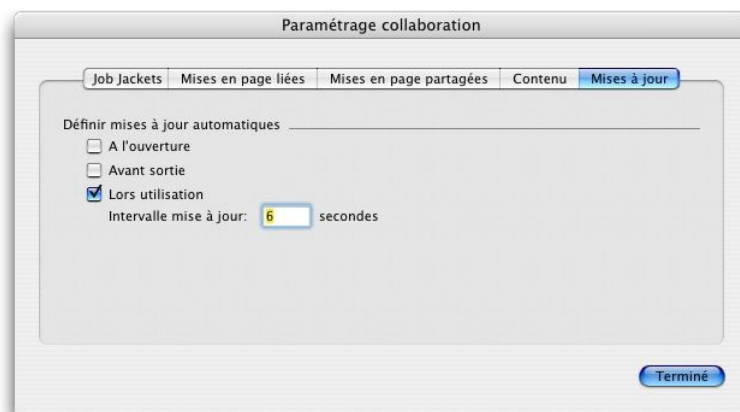 Paramétrage collaboration
Job Jackets Mises en page liées Mises en page partagées Contenu Mises à jour
Définir mises à jour automatiques
A l'ouverture
Avant sortie
Lors utilisation
Intervalle mise à jour: 6 secondes
Terminé